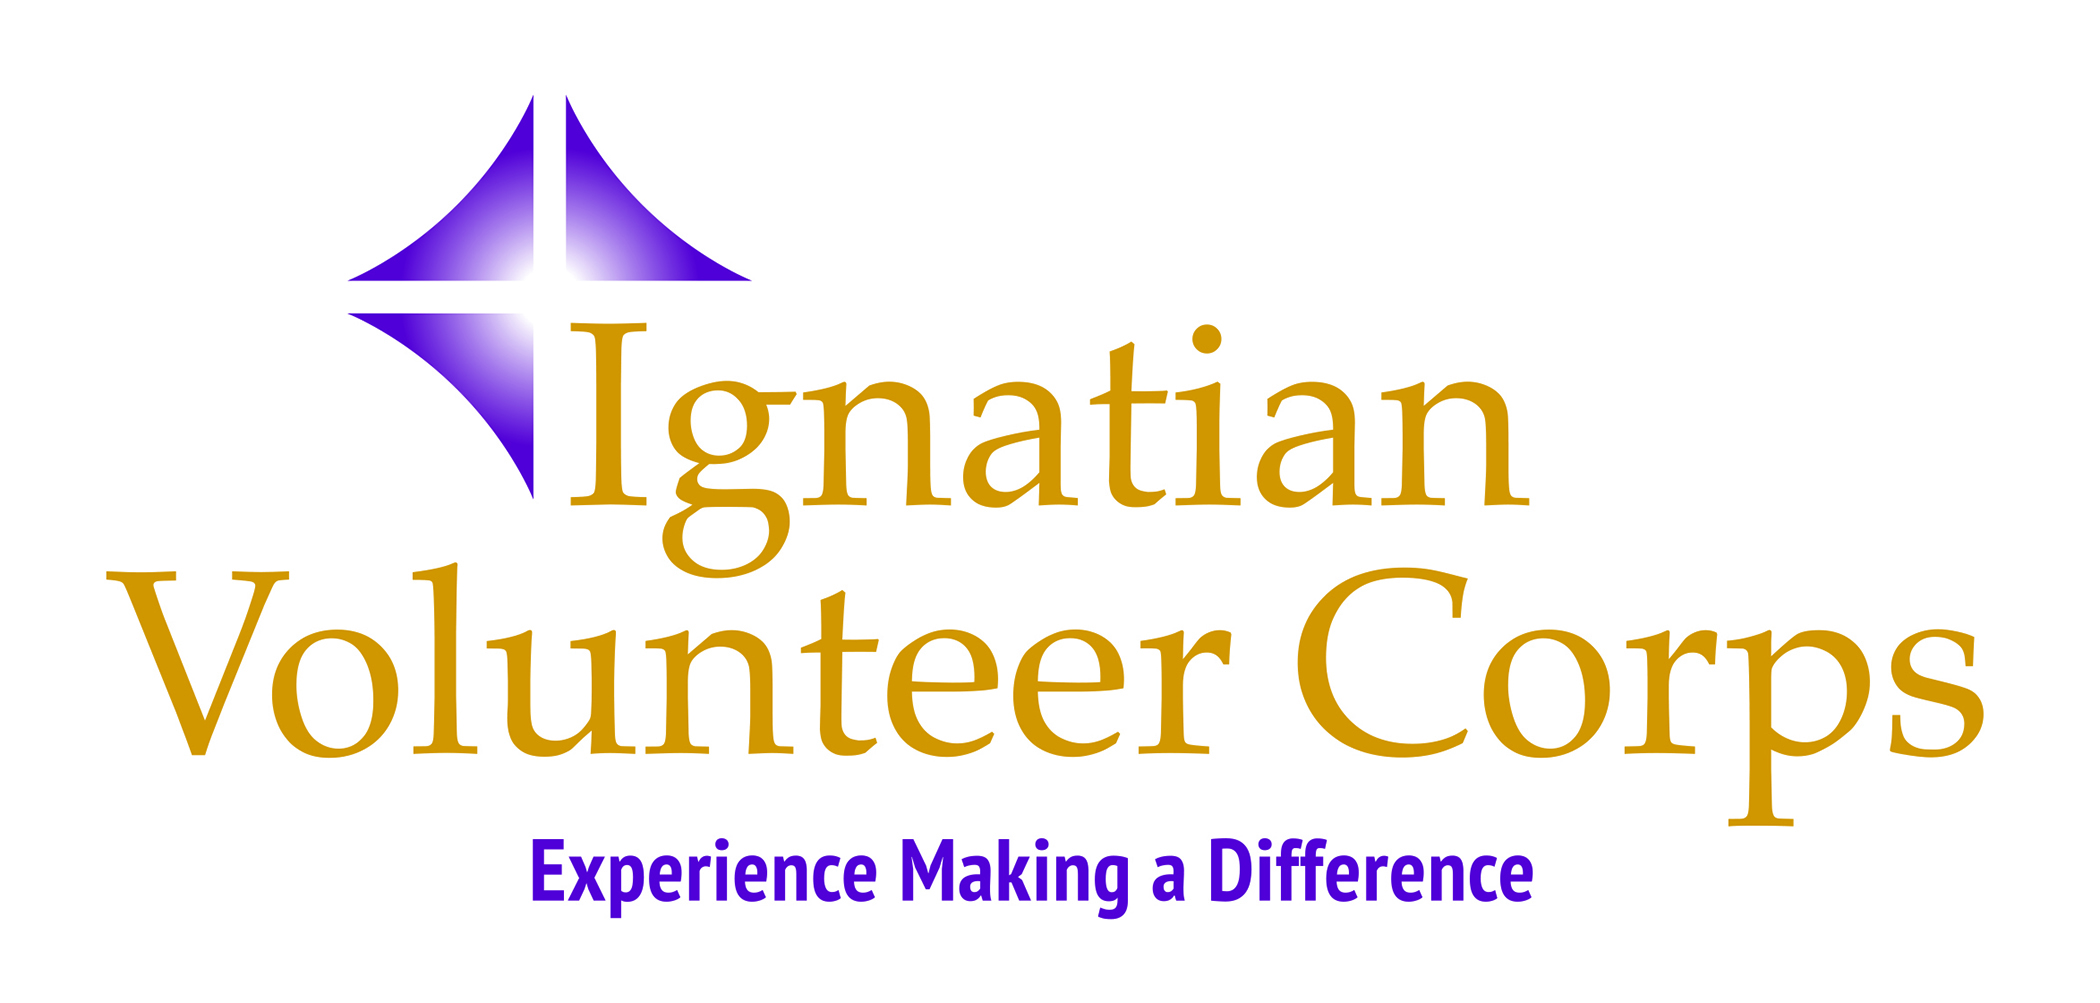 Ignatian
Volunteer Corps
Experience Making a Difference